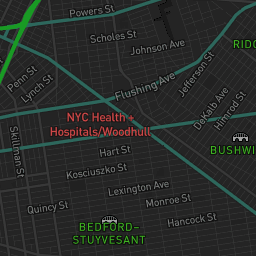 Powers St
Scholes St
Johnson Ave
RIDG
Penn St
Lynch St
Flushing Ave
Jefferson St
DeKalb Ave
Himrod St
NYC Health +
Hospitals/Woodhull
Skillman St
Hart St
BUSHWI
Kosciuszko St
Lexington Ave
Quincy St
Monroe St
Hancock St
BEDFORD-
STUYVESANT